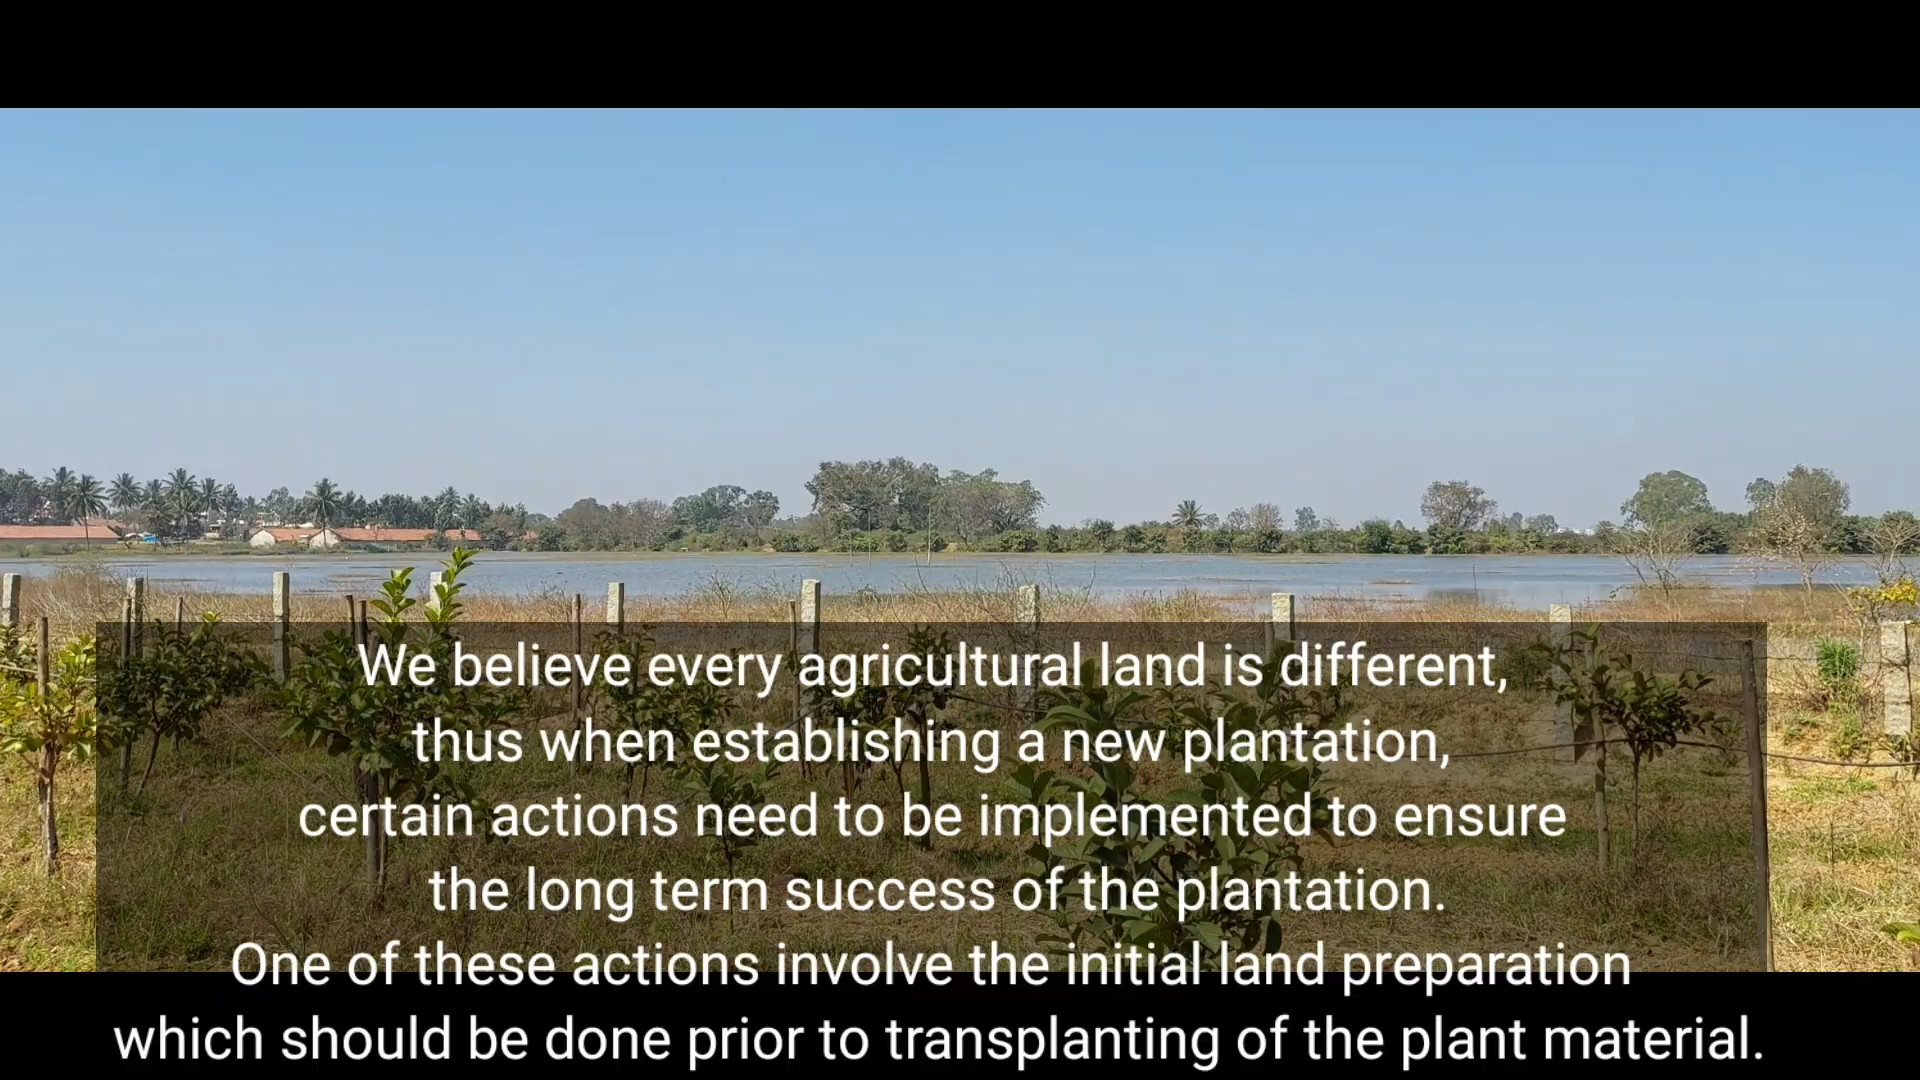 We believe every agricultural land is different,
thus when establishing a new plantation,
certain actions need to be implemented to ensure
the long term success of the plantation.
One of these actions involve the initial land preparation
which should be done prior to transplanting of the plant material.